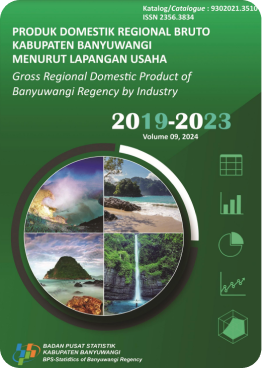 Katalog/Catalogue : 9302021.3510
ISSN 2356.3834
PRODUK DOMESTIK REGIONAL BRUTO
KABUPATEN BANYUWANGI
MENURUT LAPANGAN USAHA
Gross Regional Domestic Product of
Banyuwangi Regency by Industry
2019-2023
Volume 09, 2024
BADAN PUSAT STATISTIK
KABUPATEN BANYUWANGI
BPS-Statistics of Banyuwangi Regency